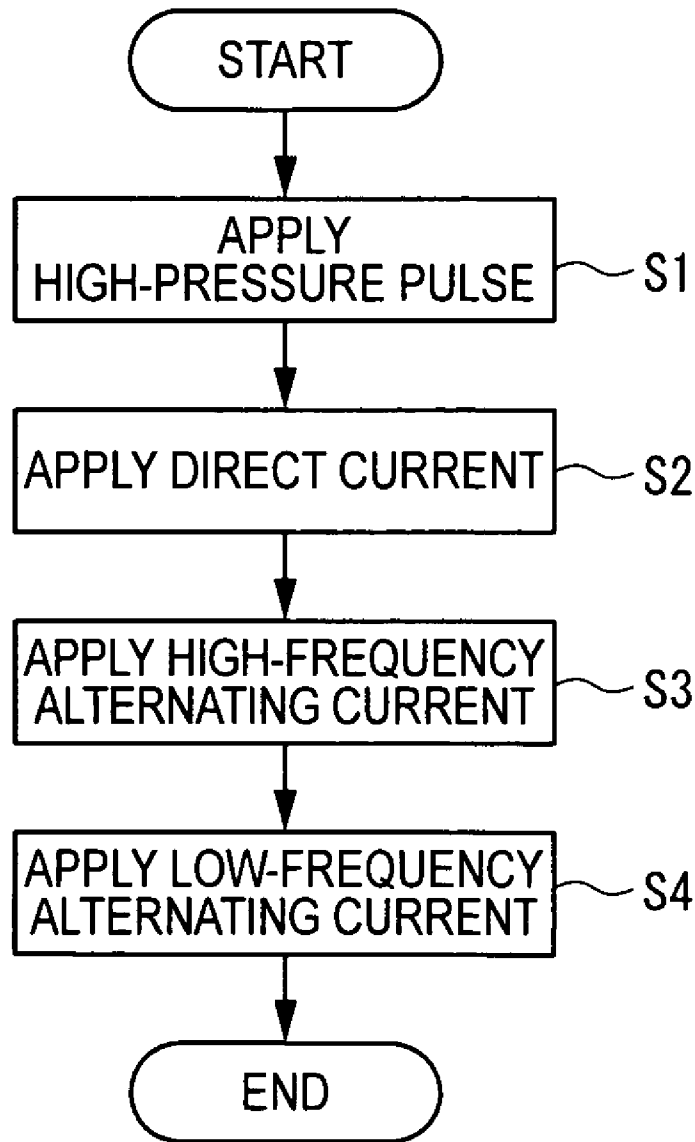 START
APPLY
HIGH-PRESSURE PULSE
S1
APPLY DIRECT CURRENT
S2
APPLY HIGH-FREQUENCY
ALTERNATING CURRENT
S3
APPLY LOW-FREQUENCY
ALTERNATING CURRENT
S4
END